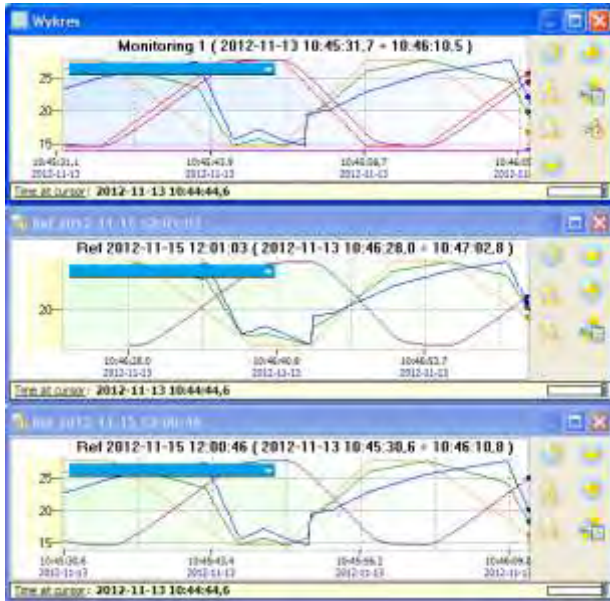 Wykres
Monitoring 1 ( 2012-11-13 10:45:31,7 ÷ 10:46:10,5 )
25
20
15
10:45:31,1 10:45:43,9 10:45:56,7
2012-11-13 2012-11-13 2012-11-13
Time at cursor: 2012-11-13 10:44:44,6
Ref 2012-11-15 12:01:03
Ref 2012-11-15 12:01:03 ( 2012-11-13 10:46:28,0 ÷ 10:47:02,8 )
20
10:46:28,0 10:46:40,8 10:46:53,7
2012-11-13 2012-11-13 2012-11-13
Time at cursor: 2012-11-13 10:44:44,6
Ref 2012-11-15 12:00:46
Ref 2012-11-15 12:00:46 ( 2012-11-13 10:45:30,6 ÷ 10:46:10,8 )
25
20
15
10:45:30,6 10:45:43,4 10:45:56,2
2012-11-13 2012-11-13 2012-11-13
Time at cursor: 2012-11-13 10:44:44,6